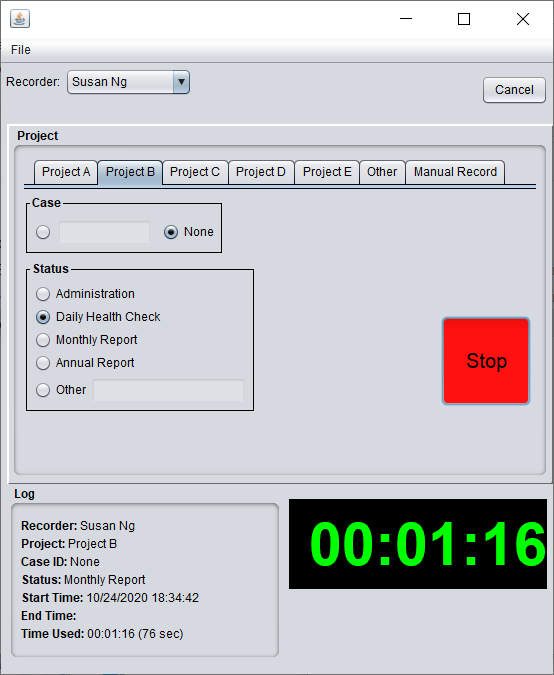 File
Recorder: Susan Ng
Cancel
Project
Project A Project B Project C Project D Project E Other Manual Record
Case
None
Status
Administration
Daily Health Check
Monthly Report
Annual Report
Other
Stop
Log
Recorder: Susan Ng
Project: Project B
Case ID: None
Status: Monthly Report
Start Time: 10/24/2020 18:34:42
End Time:
Time Used: 00:01:16 (76 sec)
00:01:16